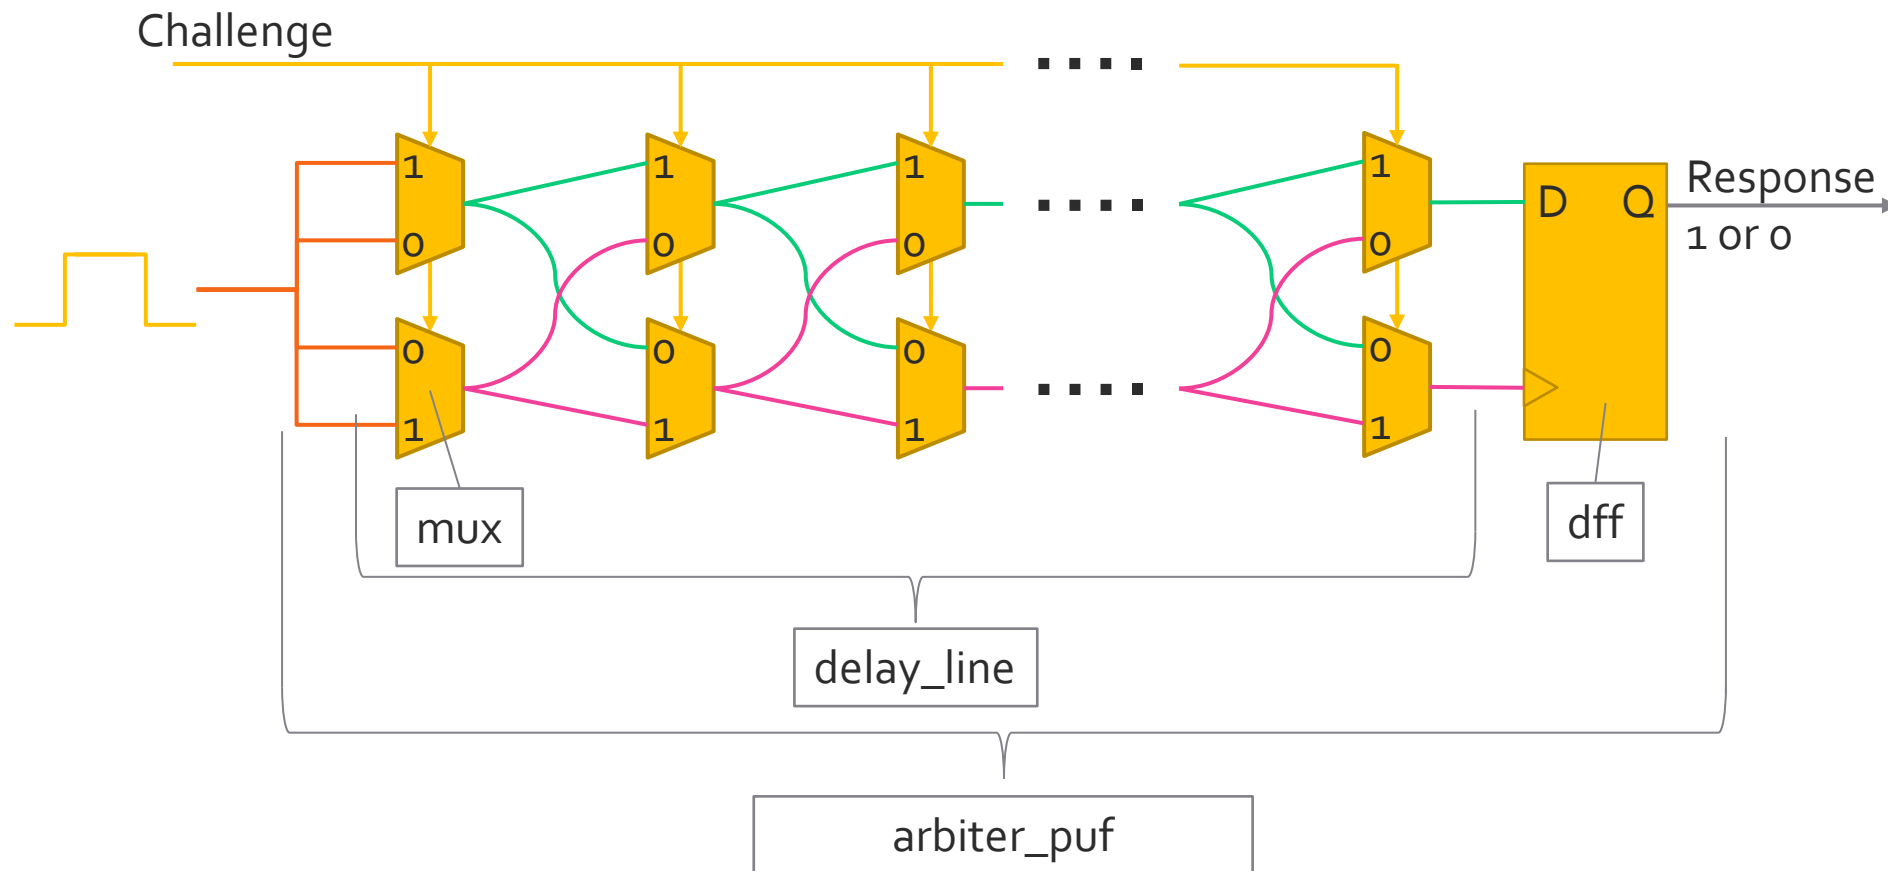 Challenge
1 1 1 1
D Q
Response
0 0 0 0
1 or 0
0 0 0 0
1 1 1 1
mux
dff
delay_line
arbiter_puf